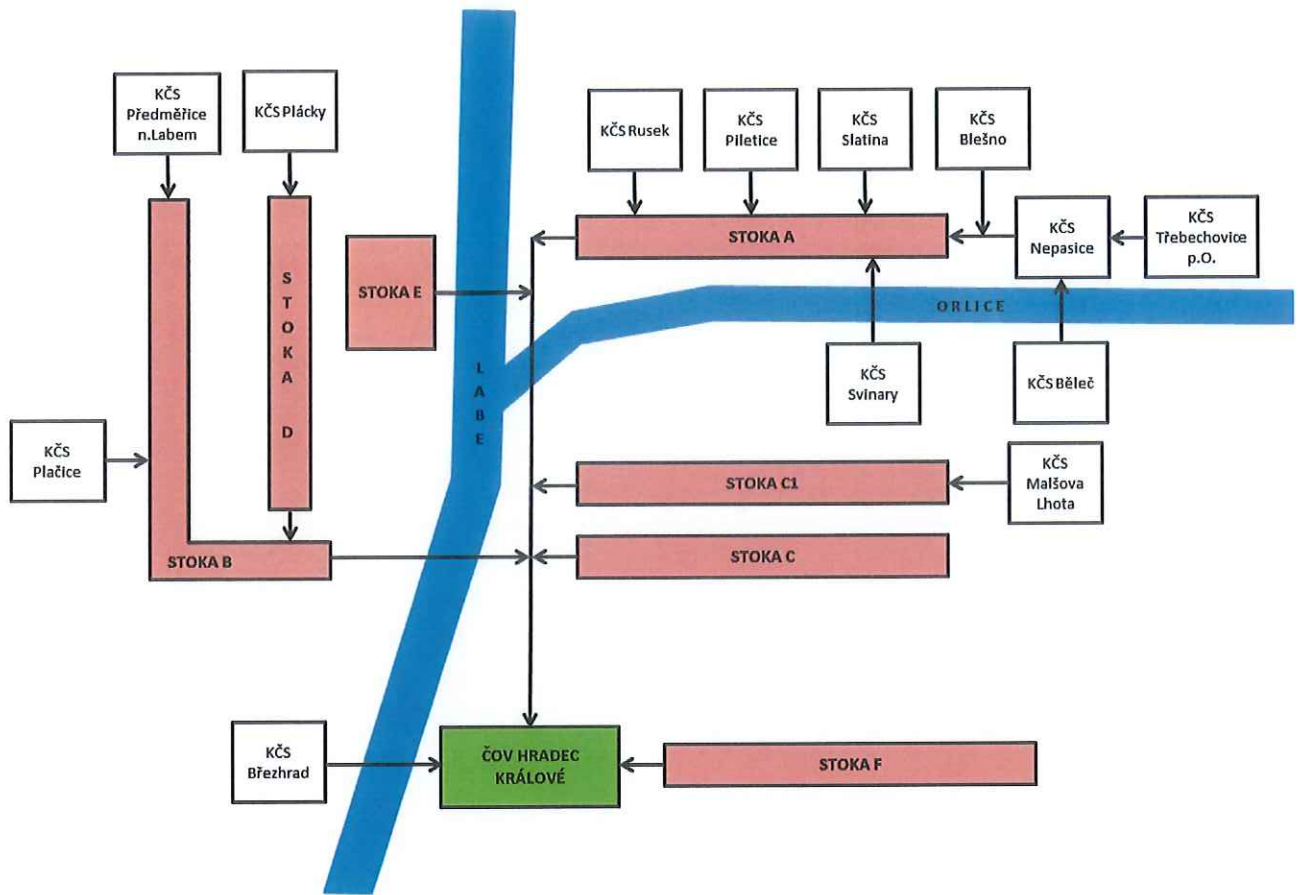 KČS
Předměřice
n.Labem
KČS Plácky
KČS Rusek
KČS
Piletice
KČS
Slatina
KČS
Blešno
KČS
Nepasice
KČS
Třebechovice
p.O.
STOKA A
STOKA E
STOKA D
ORLICE
LABE
KČS
Svinary
KČS Běleč
KČS
Plačice
STOKA C1
KČS
Malšova
Lhota
STOKA B
STOKA C
KČS
Březhrad
ČOV HRADEC
KRÁLOVÉ
STOKA F